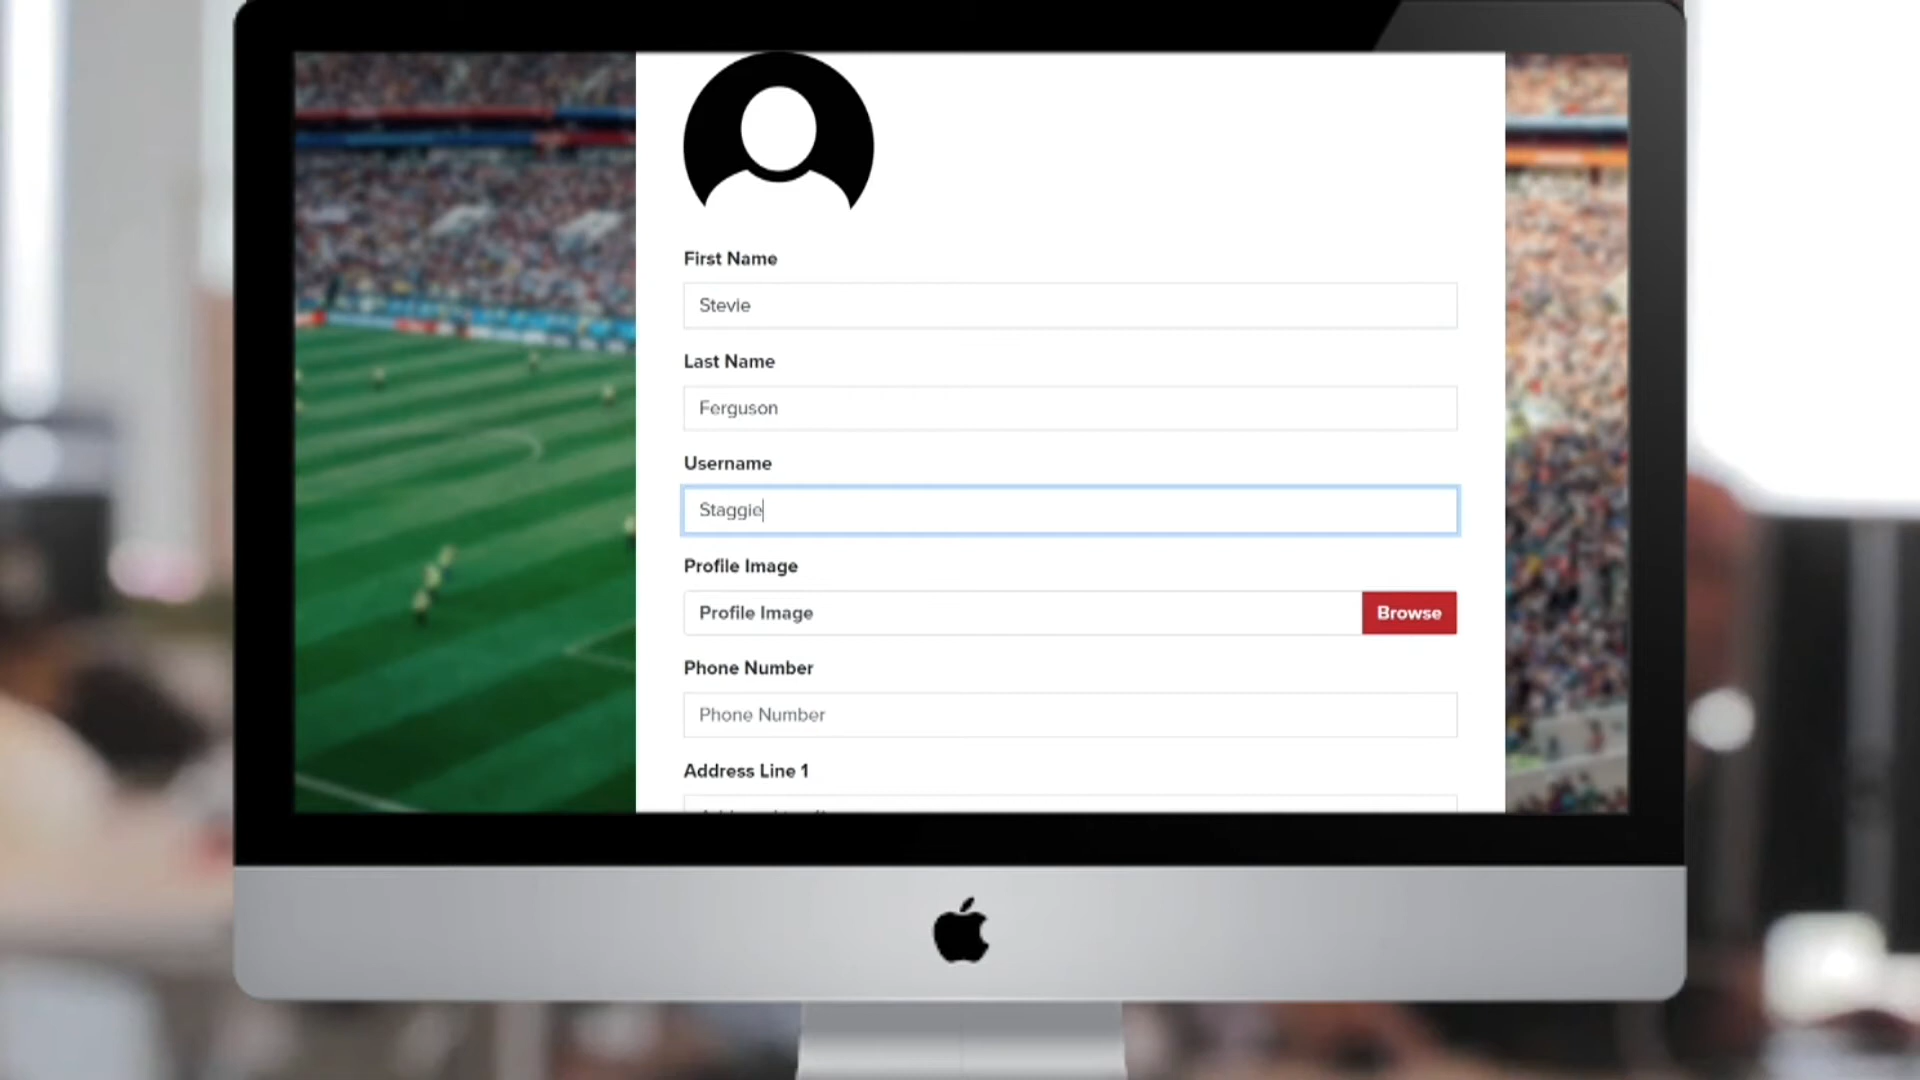 First Name
Stevie
Last Name
Ferguson
Username
Staggie
Profile Image
Profile Image
Browse
Phone Number
Phone Number
Address Line 1